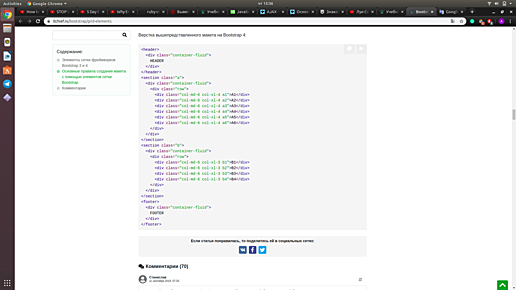 Activities
Google Chrome
чт 15:56
itchief.ru/bootstrap/grid-elements
Верстка вышепредставленного макета на Bootstrap 4:
Содержание:
Элементы сетки фреймворков
Bootstrap 3 и 4
Основные правила создания макета
с помощью элементов сетки
Bootstrap
Комментарии
<header>
<div class="container-fluid">
HEADER
</div>
</header>
<section class="a">
<div class="container-fluid">
<div class="row">
<div class="col-md-6 col-xl-4 a1">A1</div>
<div class="col-md-6 col-xl-4 a2">A2</div>
<div class="col-md-6 col-xl-4 a3">A3</div>
<div class="col-md-6 col-xl-4 a4">A4</div>
<div class="col-md-6 col-xl-4 a5">A5</div>
<div class="col-md-6 col-xl-4 a6">A6</div>
</div>
</div>
</section>
<section class="b">
<div class="container-fluid">
<div class="row">
<div class="col-md-6 col-xl-3 b1">B1</div>
<div class="col-md-6 col-xl-3 b2">B2</div>
<div class="col-md-6 col-xl-3 b3">B3</div>
<div class="col-md-6 col-xl-3 b4">B4</div>
</div>
</div>
</section>
<footer>
<div class="container-fluid">
FOOTER
</div>
</footer>
Если статья понравилась, то поделитесь ей в социальных сетях:
Комментарии (70)
Станислав
#